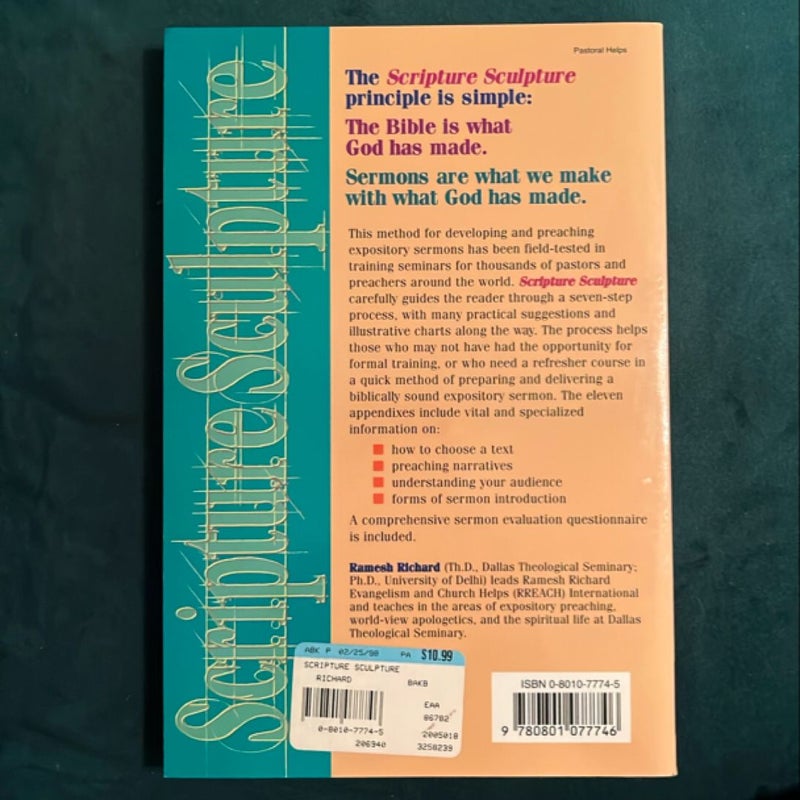 Scripture Sculpture
Pastoral Helps
The Scripture Sculpture
principle is simple:
The Bible is what
God has made.
Sermons are what we make
with what God has made.
This method for developing and preaching
expository sermons has been field-tested in
training seminars for thousands of pastors and
preachers around the world. Scripture Sculpture
carefully guides the reader through a seven-step
process, with many practical suggestions and
illustrative charts along the way. The process helps
those who may not have had the opportunity for
formal training, or who need a refresher course in
a quick method of preparing and delivering a
biblically sound expository sermon. The eleven
appendixes include vital and specialized
information on:
how to choose a text
preaching narratives
understanding your audience
forms of sermon introduction
A comprehensive sermon evaluation questionnaire
is included.
Ramesh Richard (Th.D., Dallas Theological Seminary;
Ph.D., University of Delhi) leads Ramesh Richard
Evangelism and Church Helps (RREACH) International
and teaches in the areas of expository preaching,
world-view apologetics, and the spiritual life at Dallas
Theological Seminary.
ABK P 02/25/98 PA $10.99
SCRIPTURE SCULPTURE
RICHARD BAKB
EAA
86782
0-8010-7774-5 2005018
206940 3258239
ISBN 0-8010-7774-5
9 780801 077746